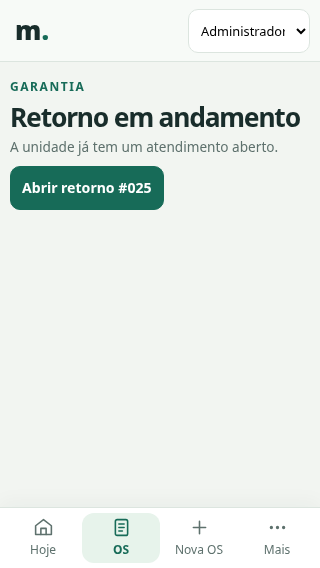 m.
Administrador
GARANTIA
Retorno em andamento
A unidade já tem um atendimento aberto.
Abrir retorno #025
Hoje
OS
Nova OS
Mais